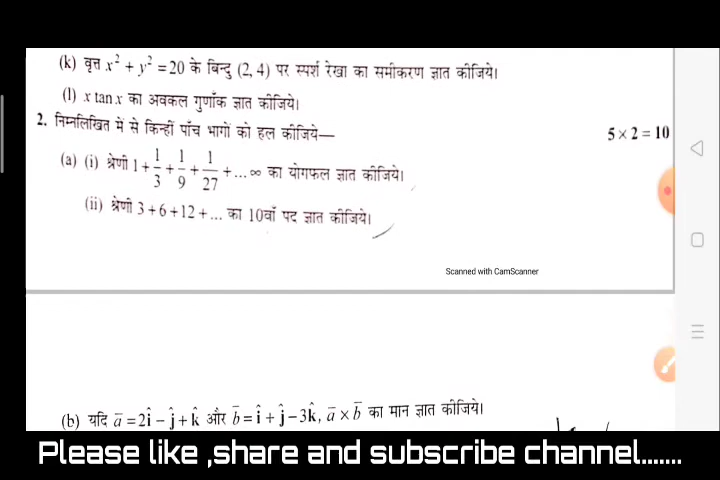 (k) वृत्त x² + y² = 20 के बिन्दु (2, 4) पर स्पर्श रेखा का समीकरण ज्ञात कीजिये।
(l) x tan x का अवकल गुणाँक ज्ञात कीजिये।
2. निम्नलिखित में से किन्हीं पाँच भागों को हल कीजिये— 5 × 2 = 10
(a) (i) श्रेणी 1 + 1/3 + 1/9 + 1/27 + ... ∞ का योगफल ज्ञात कीजिये।
(ii) श्रेणी 3 + 6 + 12 + ... का 10वाँ पद ज्ञात कीजिये।
Scanned with CamScanner
(b) यदि a̅ = 2î − ĵ + k̂ और b̅ = î + ĵ − 3k̂, a̅ × b̅ का मान ज्ञात कीजिये।
Please like ,share and subscribe channel.......